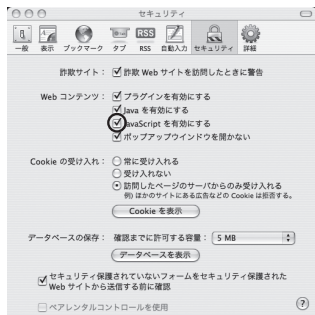 セキュリティ
RSS
一般 表示 ブックマーク タブ RSS 自動入力 セキュリティ 詳細
詐欺サイト： 詐欺 Web サイトを訪問したときに警告
Web コンテンツ： プラグインを有効にする
Java を有効にする
JavaScript を有効にする
ポップアップウインドウを開かない
Cookie の受け入れ： 常に受け入れる
受け入れない
訪問したページのサーバからのみ受け入れる
例) ほかのサイトにある広告などの Cookie は拒否する。
Cookie を表示
データベースの保存： 確認までに許可する容量： 5 MB
データベースを表示
セキュリティ保護されていないフォームをセキュリティ保護された
Web サイトから送信する前に確認
ペアレンタルコントロールを使用
?